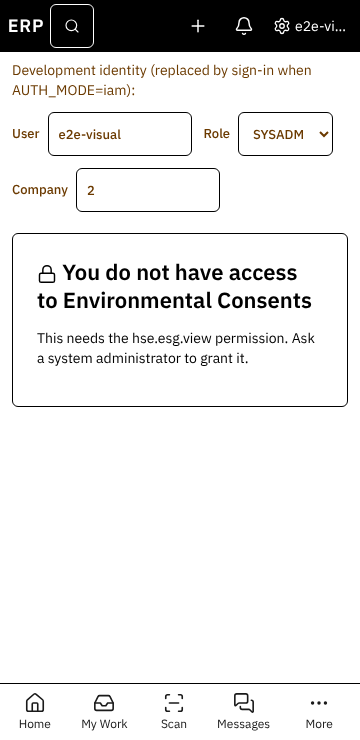 ERP
e2e-vi...
Development identity (replaced by sign-in when
AUTH_MODE=iam):
User
e2e-visual
Role
SYSADM
Company
2
You do not have access
to Environmental Consents
This needs the hse.esg.view permission. Ask
a system administrator to grant it.
Home
My Work
Scan
Messages
More